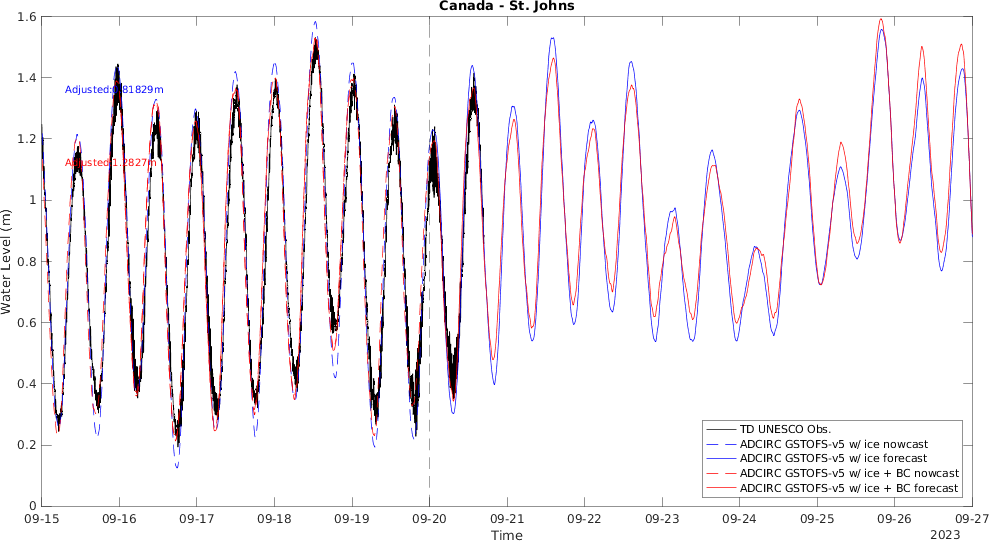 Canada - St. Johns
1.6
1.4
1.2
1
0.8
0.6
0.4
0.2
0
Water Level (m)
Adjusted:0.81829m
Adjusted:1.2827m
TD UNESCO Obs.
ADCIRC GSTOFS-v5 w/ ice nowcast
ADCIRC GSTOFS-v5 w/ ice forecast
ADCIRC GSTOFS-v5 w/ ice + BC nowcast
ADCIRC GSTOFS-v5 w/ ice + BC forecast
09-15 09-16 09-17 09-18 09-19 09-20 09-21 09-22 09-23 09-24 09-25 09-26 09-27
Time
2023